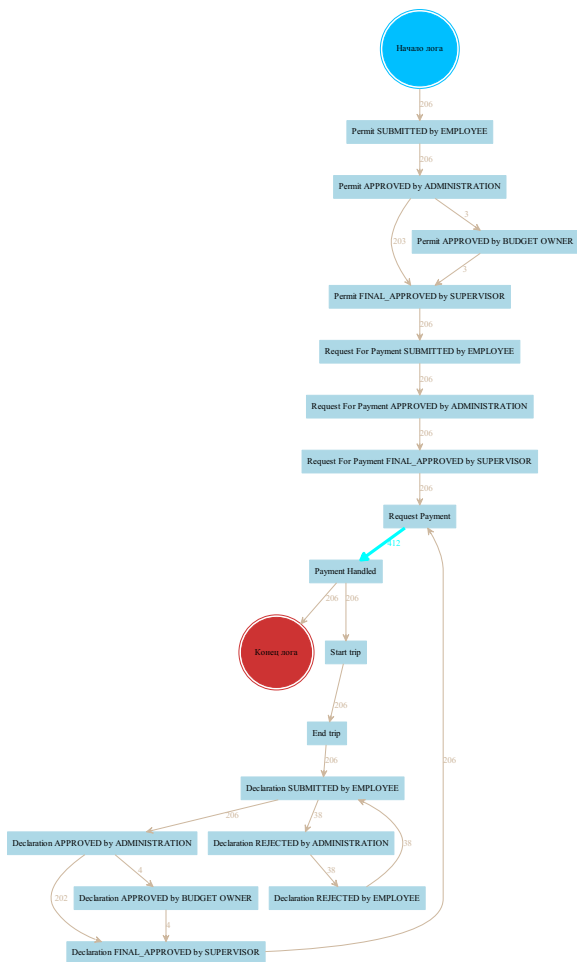 Начало лога
206
Permit SUBMITTED by EMPLOYEE
206
Permit APPROVED by ADMINISTRATION
3
203
Permit APPROVED by BUDGET OWNER
3
Permit FINAL_APPROVED by SUPERVISOR
206
Request For Payment SUBMITTED by EMPLOYEE
206
Request For Payment APPROVED by ADMINISTRATION
206
Request For Payment FINAL_APPROVED by SUPERVISOR
206
Request Payment
412
Payment Handled
206 206
Конец лога
Start trip
206
End trip
206
206
Declaration SUBMITTED by EMPLOYEE
206 38
Declaration APPROVED by ADMINISTRATION
Declaration REJECTED by ADMINISTRATION
38
4 38
202
Declaration APPROVED by BUDGET OWNER
Declaration REJECTED by EMPLOYEE
4
Declaration FINAL_APPROVED by SUPERVISOR